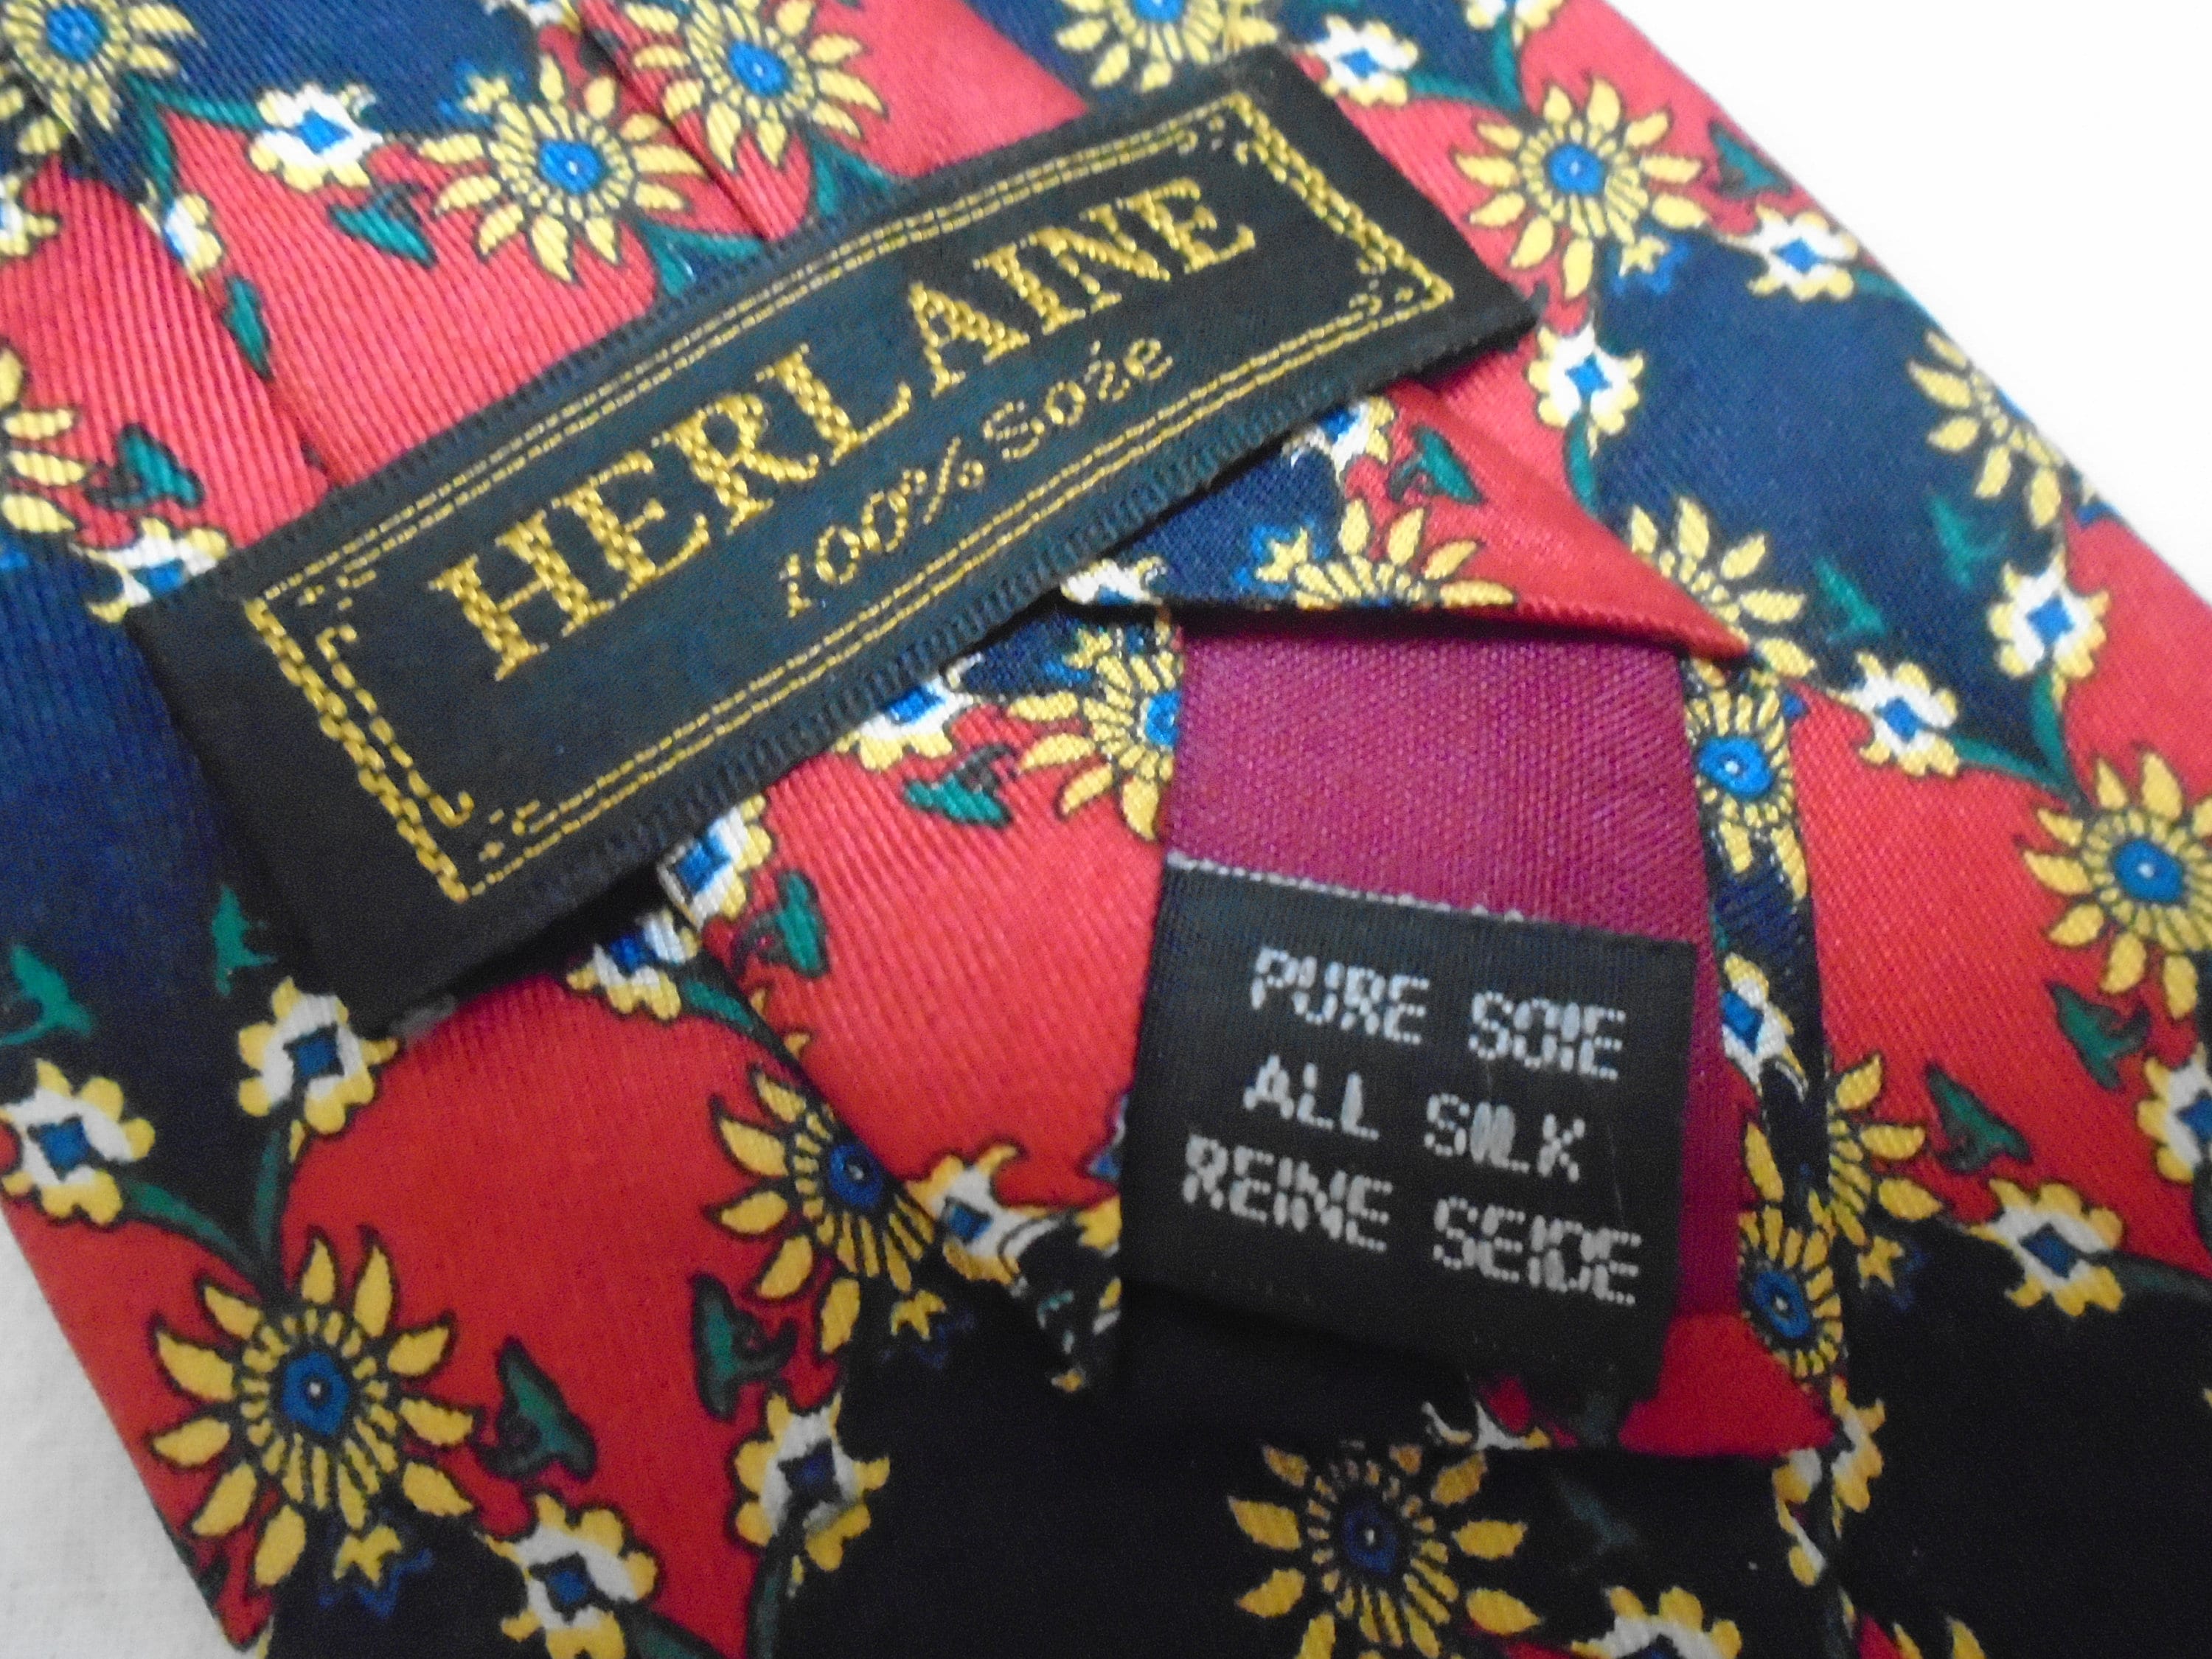 HERLAINE
100% Soie
PURE SOIE
ALL SILK
REINE SEIDE